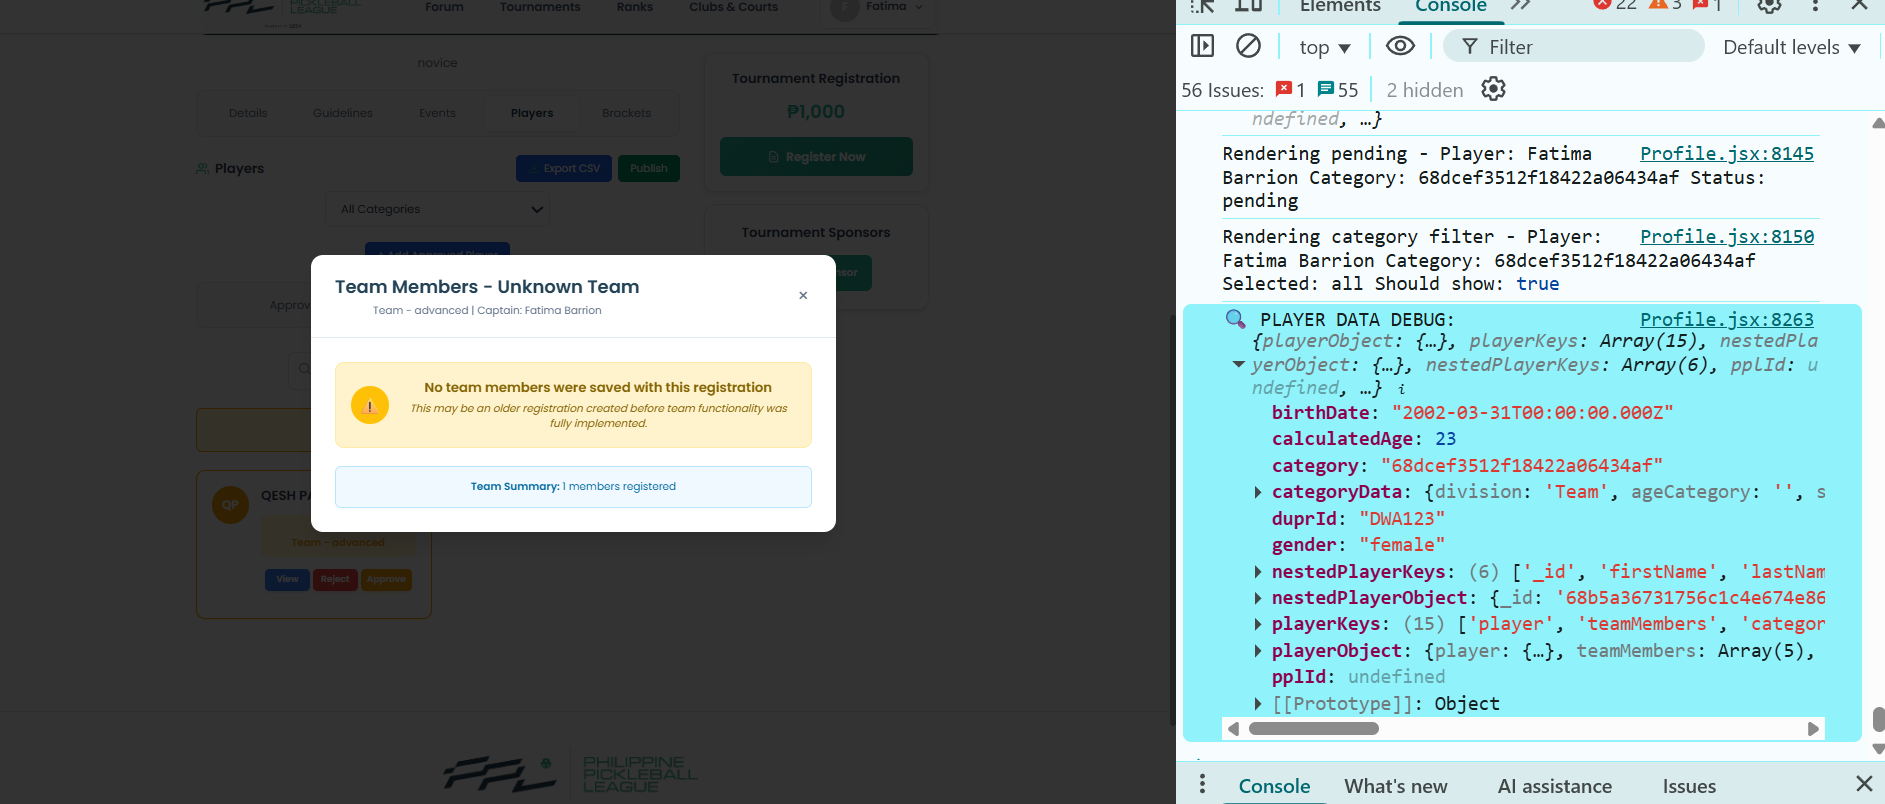 PHILIPPINE
PICKLEBALL
LEAGUE
Forum
Tournaments
Ranks
Clubs & Courts
F
Fatima
novice
Details
Guidelines
Events
Players
Brackets
Players
Export CSV
Publish
All Categories
+ Add Approved Player
Tournament Registration
₱1,000
Register Now
Tournament Sponsors
Team Members - Unknown Team
Team - advanced | Captain: Fatima Barrion
×
No team members were saved with this registration
This may be an older registration created before team functionality was
fully implemented.
Team Summary: 1 members registered
QP
QESH PA
Team - advanced
View
Reject
Approve
PPL
PHILIPPINE
PICKLEBALL
LEAGUE
Elements
Console
22
3
1
top
Filter
Default levels
56 Issues:
1
55
2 hidden
ndefined, …}
Rendering pending - Player: Fatima
Profile.jsx:8145
Barrion Category: 68dcef3512f18422a06434af Status:
pending
Rendering category filter - Player:
Profile.jsx:8150
Fatima Barrion Category: 68dcef3512f18422a06434af
Selected: all Should show: true
🔍 PLAYER DATA DEBUG:
Profile.jsx:8263
{playerObject: {…}, playerKeys: Array(15), nestedPla
yerObject: {…}, nestedPlayerKeys: Array(6), pplId: u
ndefined, …} i
birthDate: "2002-03-31T00:00:00.000Z"
calculatedAge: 23
category: "68dcef3512f18422a06434af"
categoryData: {division: 'Team', ageCategory: '', s
duprId: "DWA123"
gender: "female"
nestedPlayerKeys: (6) ['_id', 'firstName', 'lastNam
nestedPlayerObject: {_id: '68b5a36731756c1c4e674e86
playerKeys: (15) ['player', 'teamMembers', 'categor
playerObject: {player: {…}, teamMembers: Array(5),
pplId: undefined
[[Prototype]]: Object
Console
What's new
AI assistance
Issues